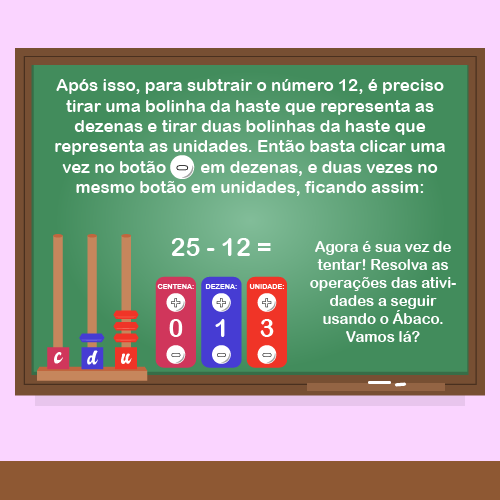 Após isso, para subtrair o número 12, é preciso
tirar uma bolinha da haste que representa as
dezenas e tirar duas bolinhas da haste que
representa as unidades. Então basta clicar uma
vez no botão - em dezenas, e duas vezes no
mesmo botão em unidades, ficando assim:
25 - 12 =
CENTENA: DEZENA: UNIDADE:
+ + +
0 1 3
- - -
c d u
Agora é sua vez de
tentar! Resolva as
operações das ativi-
dades a seguir
usando o Ábaco.
Vamos lá?